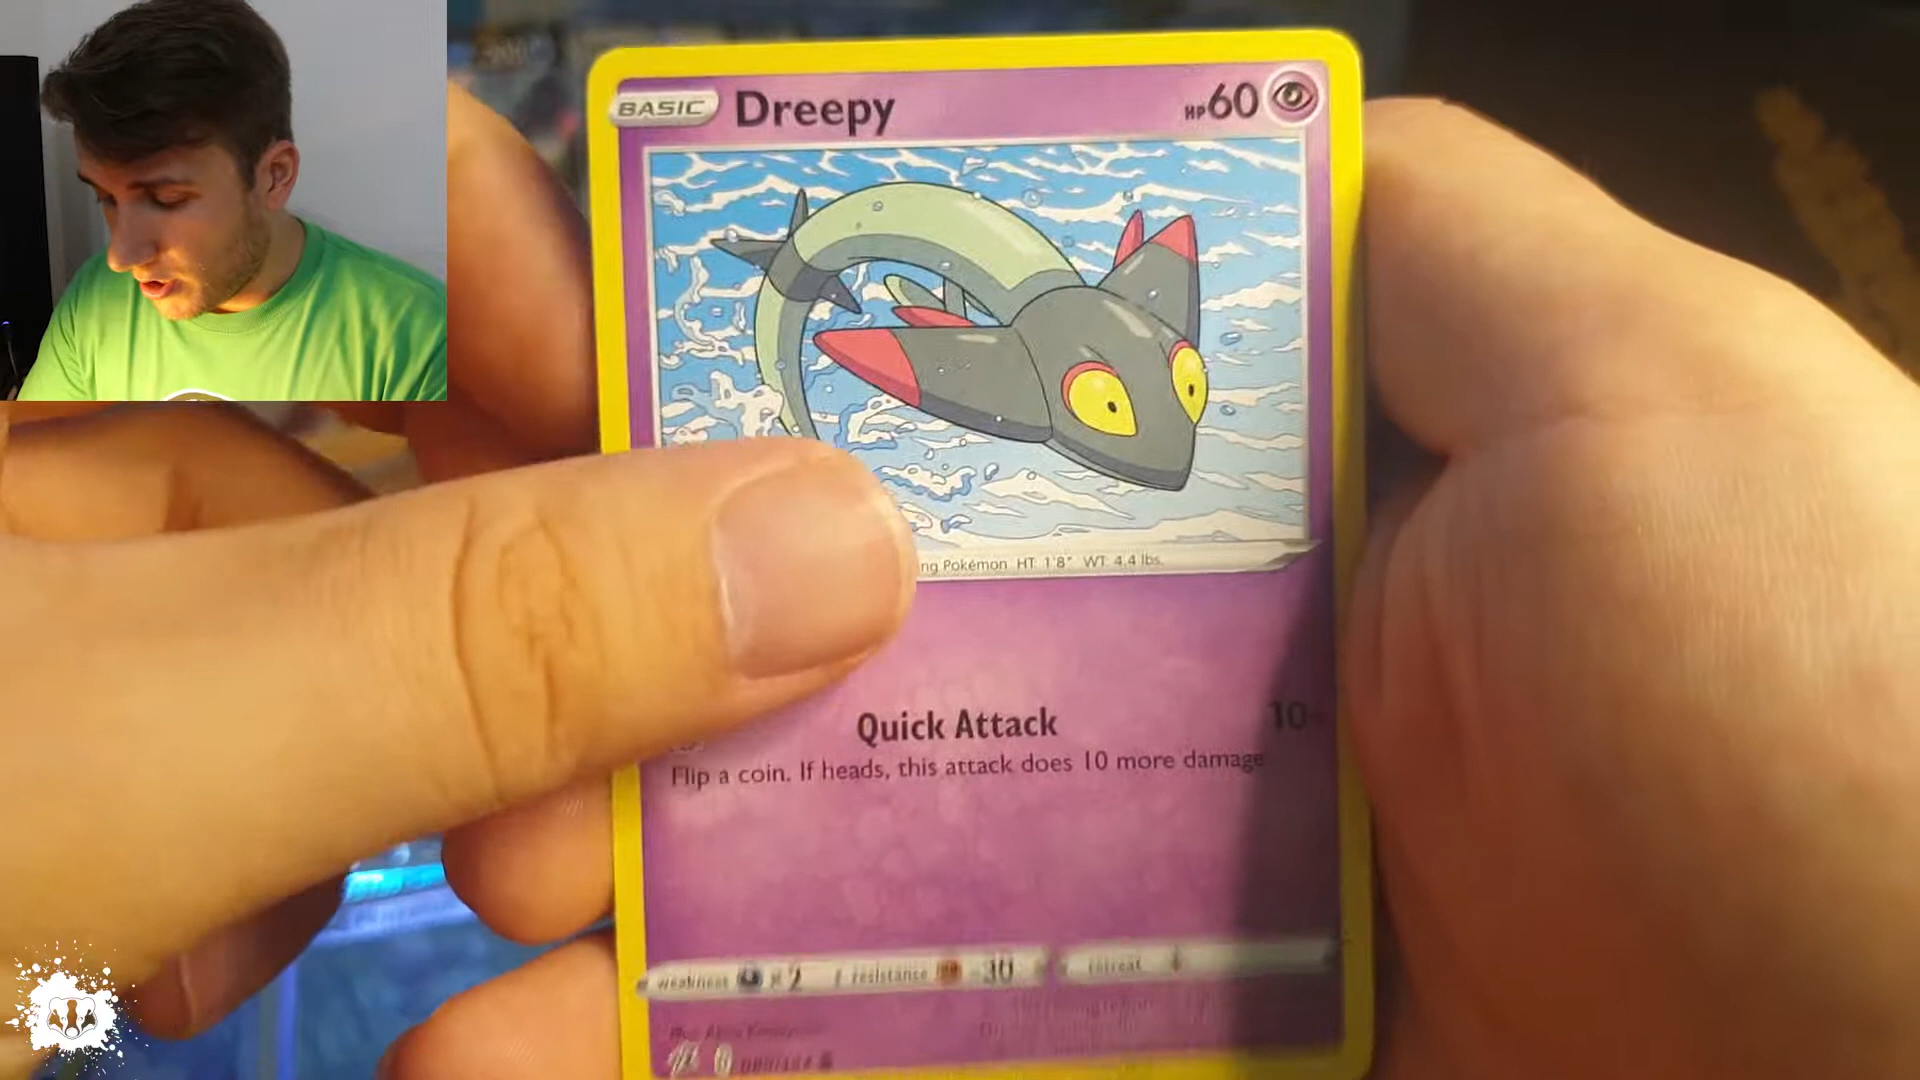 BASIC Dreepy HP60
ng Pokémon HT 1'8" WT 4.4 lbs.
Quick Attack 10
Flip a coin. If heads, this attack does 10 more damage
weakness ×2 resistance -30 retreat